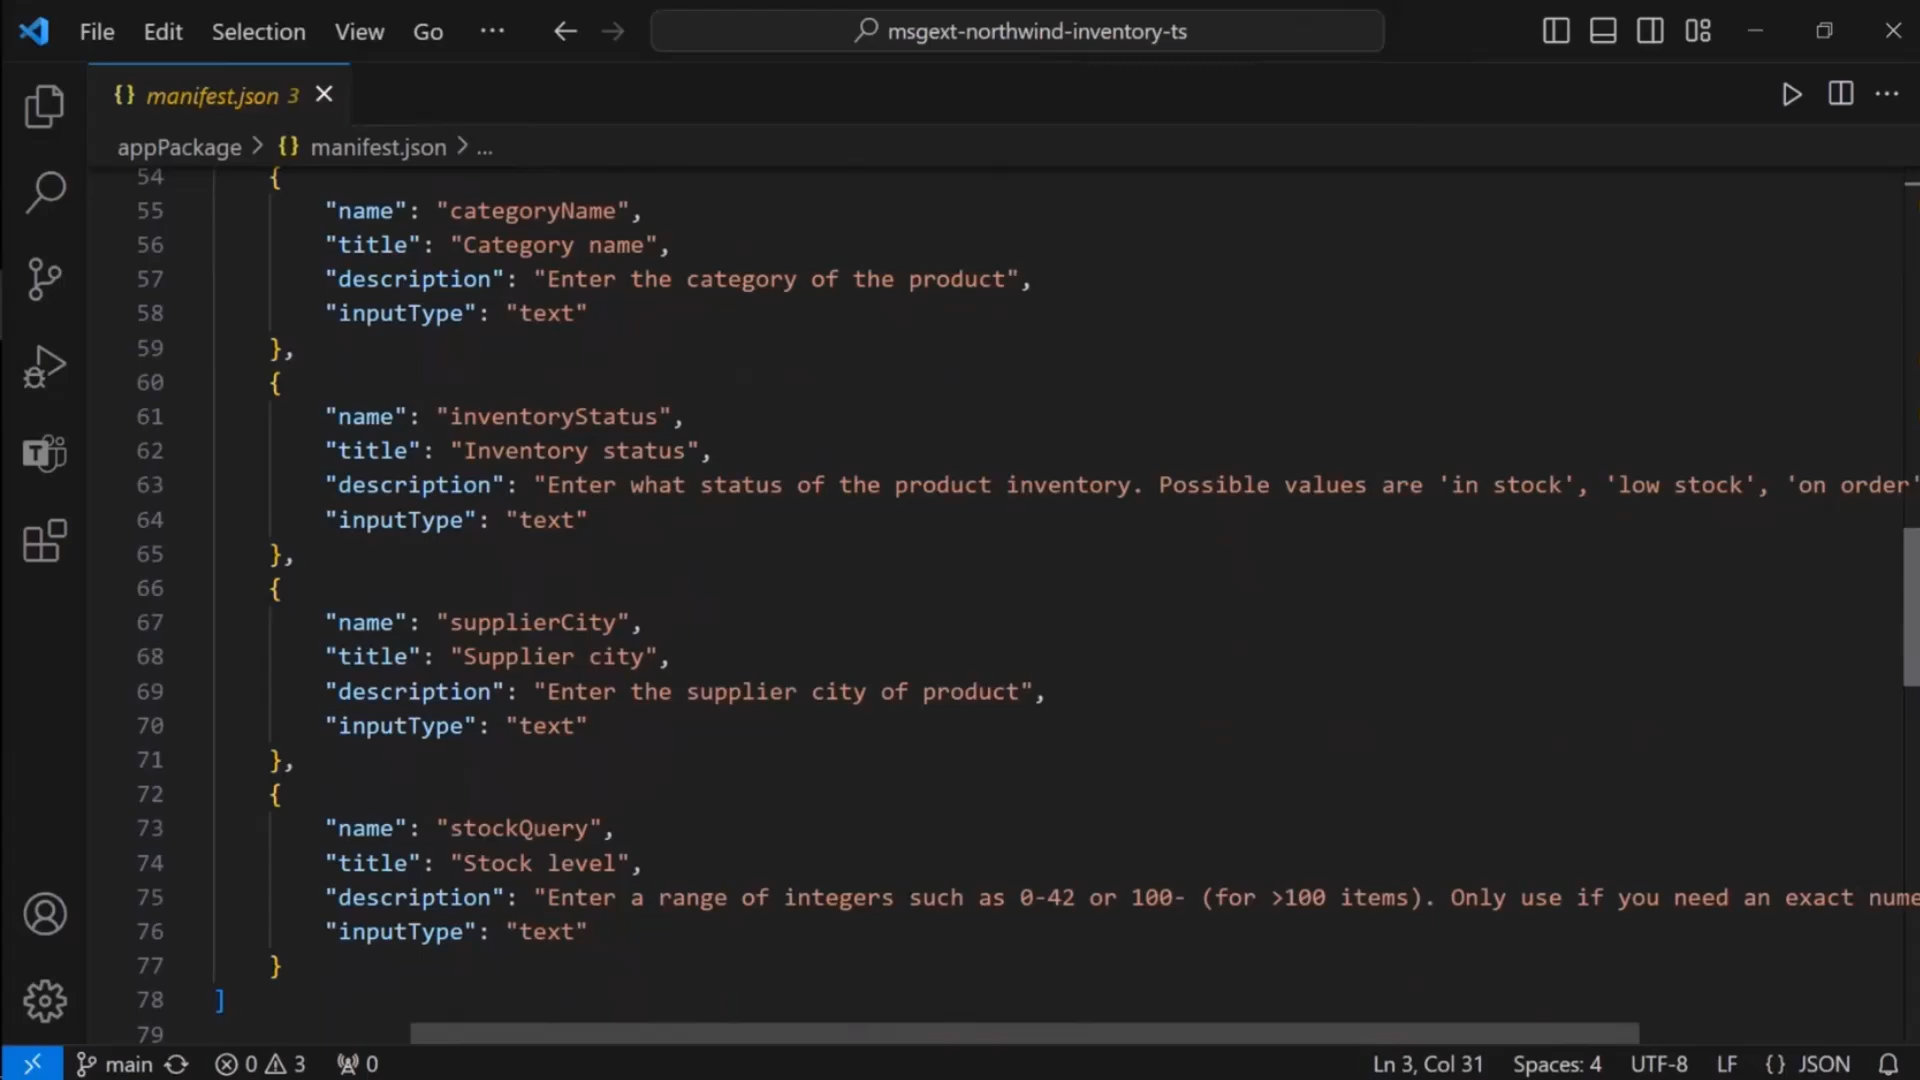 File Edit Selection View Go ··· msgext-northwind-inventory-ts
{} manifest.json 3
appPackage > {} manifest.json > ...
54 {
55 "name": "categoryName",
56 "title": "Category name",
57 "description": "Enter the category of the product",
58 "inputType": "text"
59 },
60 {
61 "name": "inventoryStatus",
62 "title": "Inventory status",
63 "description": "Enter what status of the product inventory. Possible values are 'in stock', 'low stock', 'on order'
64 "inputType": "text"
65 },
66 {
67 "name": "supplierCity",
68 "title": "Supplier city",
69 "description": "Enter the supplier city of product",
70 "inputType": "text"
71 },
72 {
73 "name": "stockQuery",
74 "title": "Stock level",
75 "description": "Enter a range of integers such as 0-42 or 100- (for >100 items). Only use if you need an exact nume
76 "inputType": "text"
77 }
78 ]
79
main 0 3 0 Ln 3, Col 31 Spaces: 4 UTF-8 LF {} JSON